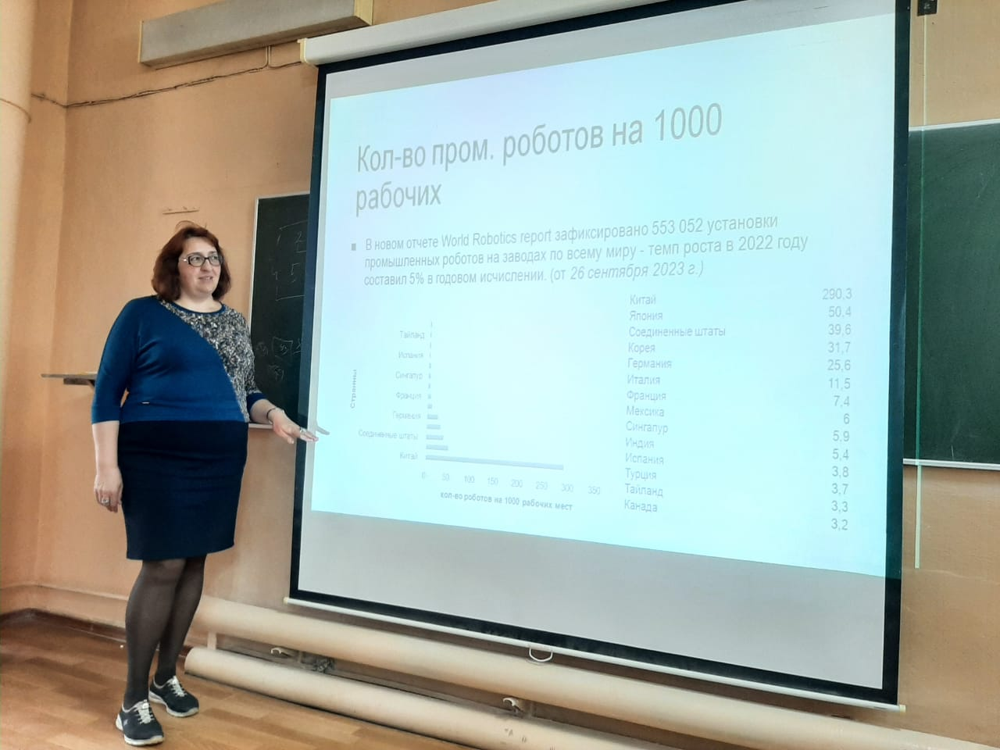 Кол-во пром. роботов на 1000
рабочих
В новом отчете World Robotics report зафиксировано 553 052 установки
промышленных роботов на заводах по всему миру - темп роста в 2022 году
составил 5% в годовом исчислении. (от 26 сентября 2023 г.)
Страны
Тайланд
Испания
Сингапур
Франция
Германия
Соединенные штаты
Китай
0 50 100 150 200 250 300 350
кол-во роботов на 1000 рабочих мест
Китай 290,3
Япония 50,4
Соединенные штаты 39,6
Корея 31,7
Германия 25,6
Италия 11,5
Франция 7,4
Мексика 6
Сингапур 5,9
Индия 5,4
Испания 3,8
Турция 3,7
Тайланд 3,3
Канада 3,2